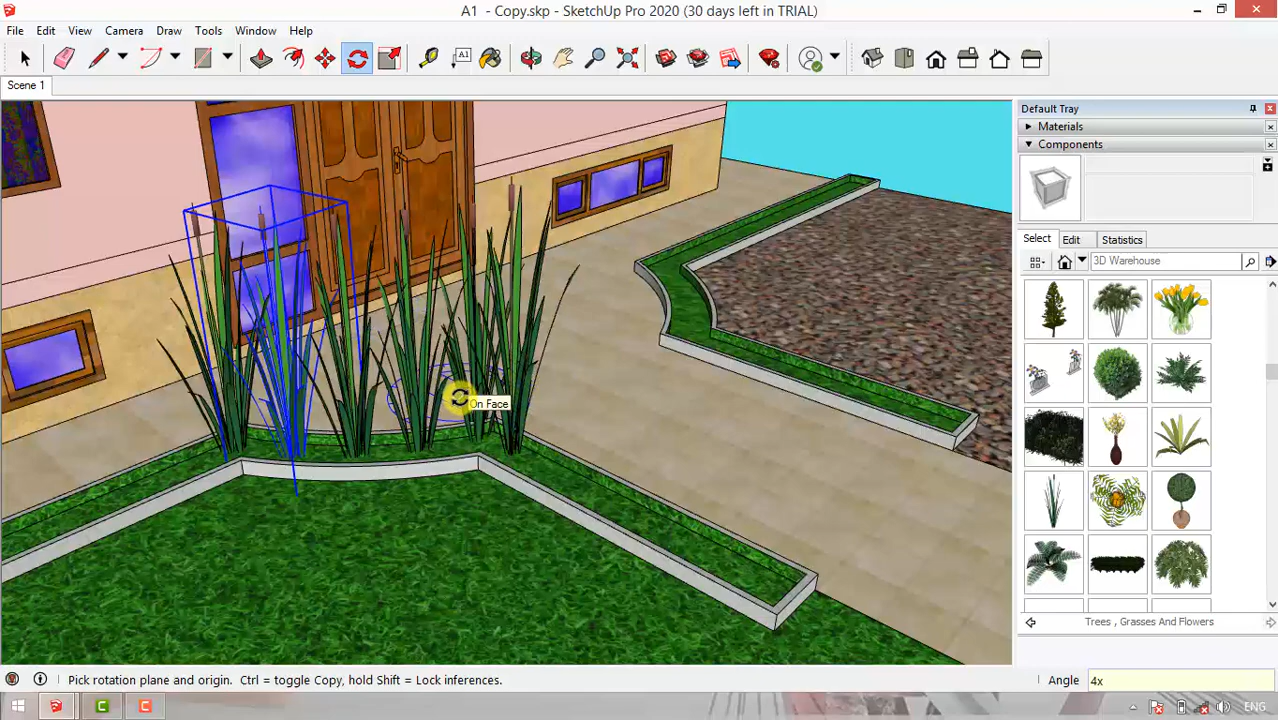 A1 - Copy.skp - SketchUp Pro 2020 (30 days left in TRIAL)
File Edit View Camera Draw Tools Window Help
A1
Scene 1
Default Tray
Materials
Components
Select Edit Statistics
3D Warehouse
On Face
Trees , Grasses And Flowers
Pick rotation plane and origin. Ctrl = toggle Copy, hold Shift = Lock inferences.
Angle 4x
ENG